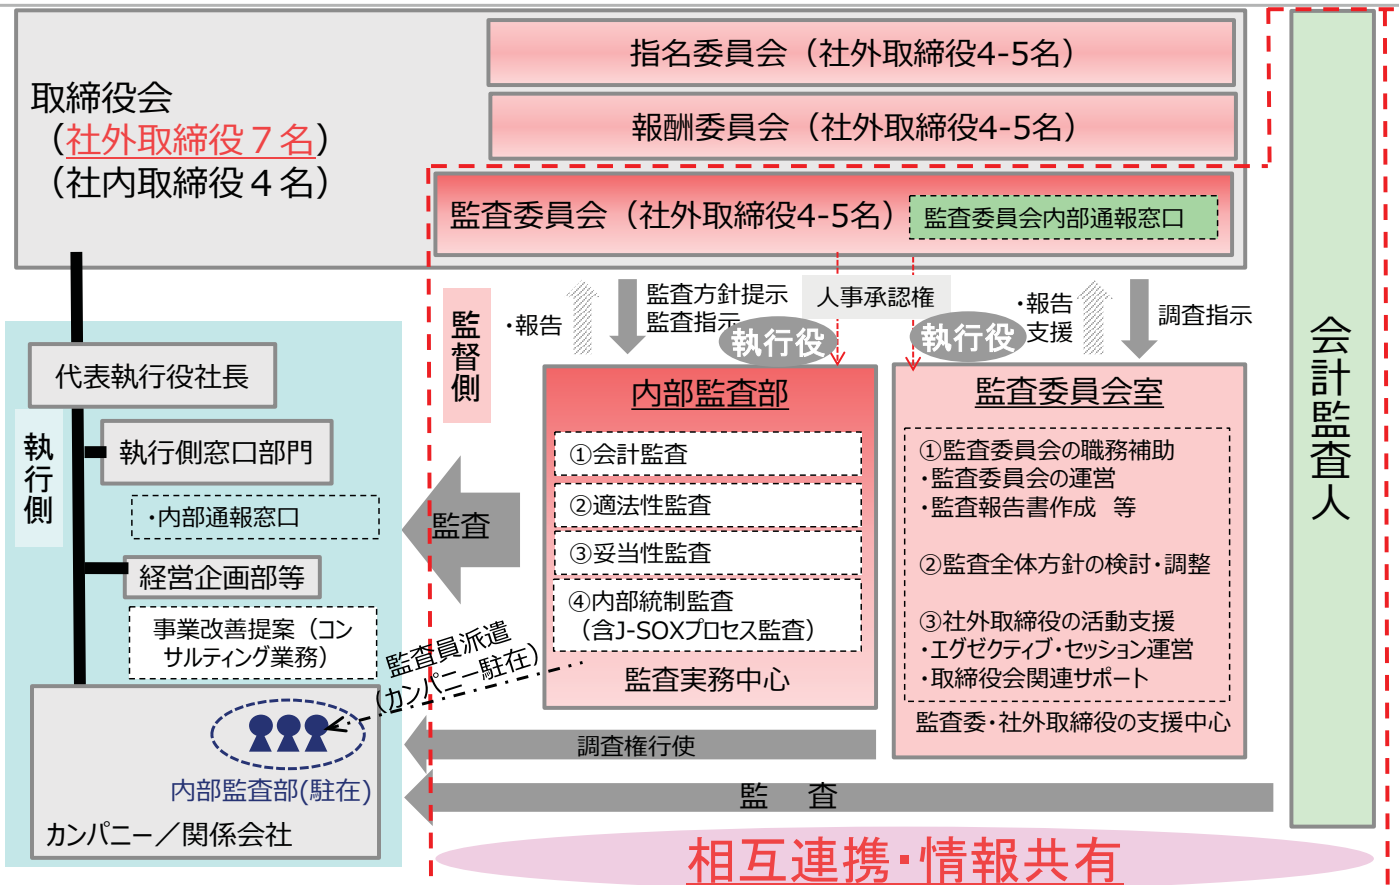 指名委員会（社外取締役4-5名）
取締役会
（社外取締役７名）
（社内取締役４名）
報酬委員会（社外取締役4-5名）
監査委員会（社外取締役4-5名）
監査委員会内部通報窓口
会計監査人
監督側
・報告
監査方針提示
監査指示
人事承認権
・報告
支援
調査指示
執行役
執行役
執行側
代表執行役社長
執行側窓口部門
・内部通報窓口
経営企画部等
事業改善提案（コン
サルティング業務）
内部監査部(駐在)
カンパニー／関係会社
監査
監査員派遣
（カンパニー駐在）
内部監査部
①会計監査
②適法性監査
③妥当性監査
④内部統制監査
（含J-SOXプロセス監査）
監査実務中心
監査委員会室
①監査委員会の職務補助
・監査委員会の運営
・監査報告書作成　等
②監査全体方針の検討・調整
③社外取締役の活動支援
・エグゼクティブ・セッション運営
・取締役会関連サポート
監査委・社外取締役の支援中心
調査権行使
監　査
相互連携・情報共有